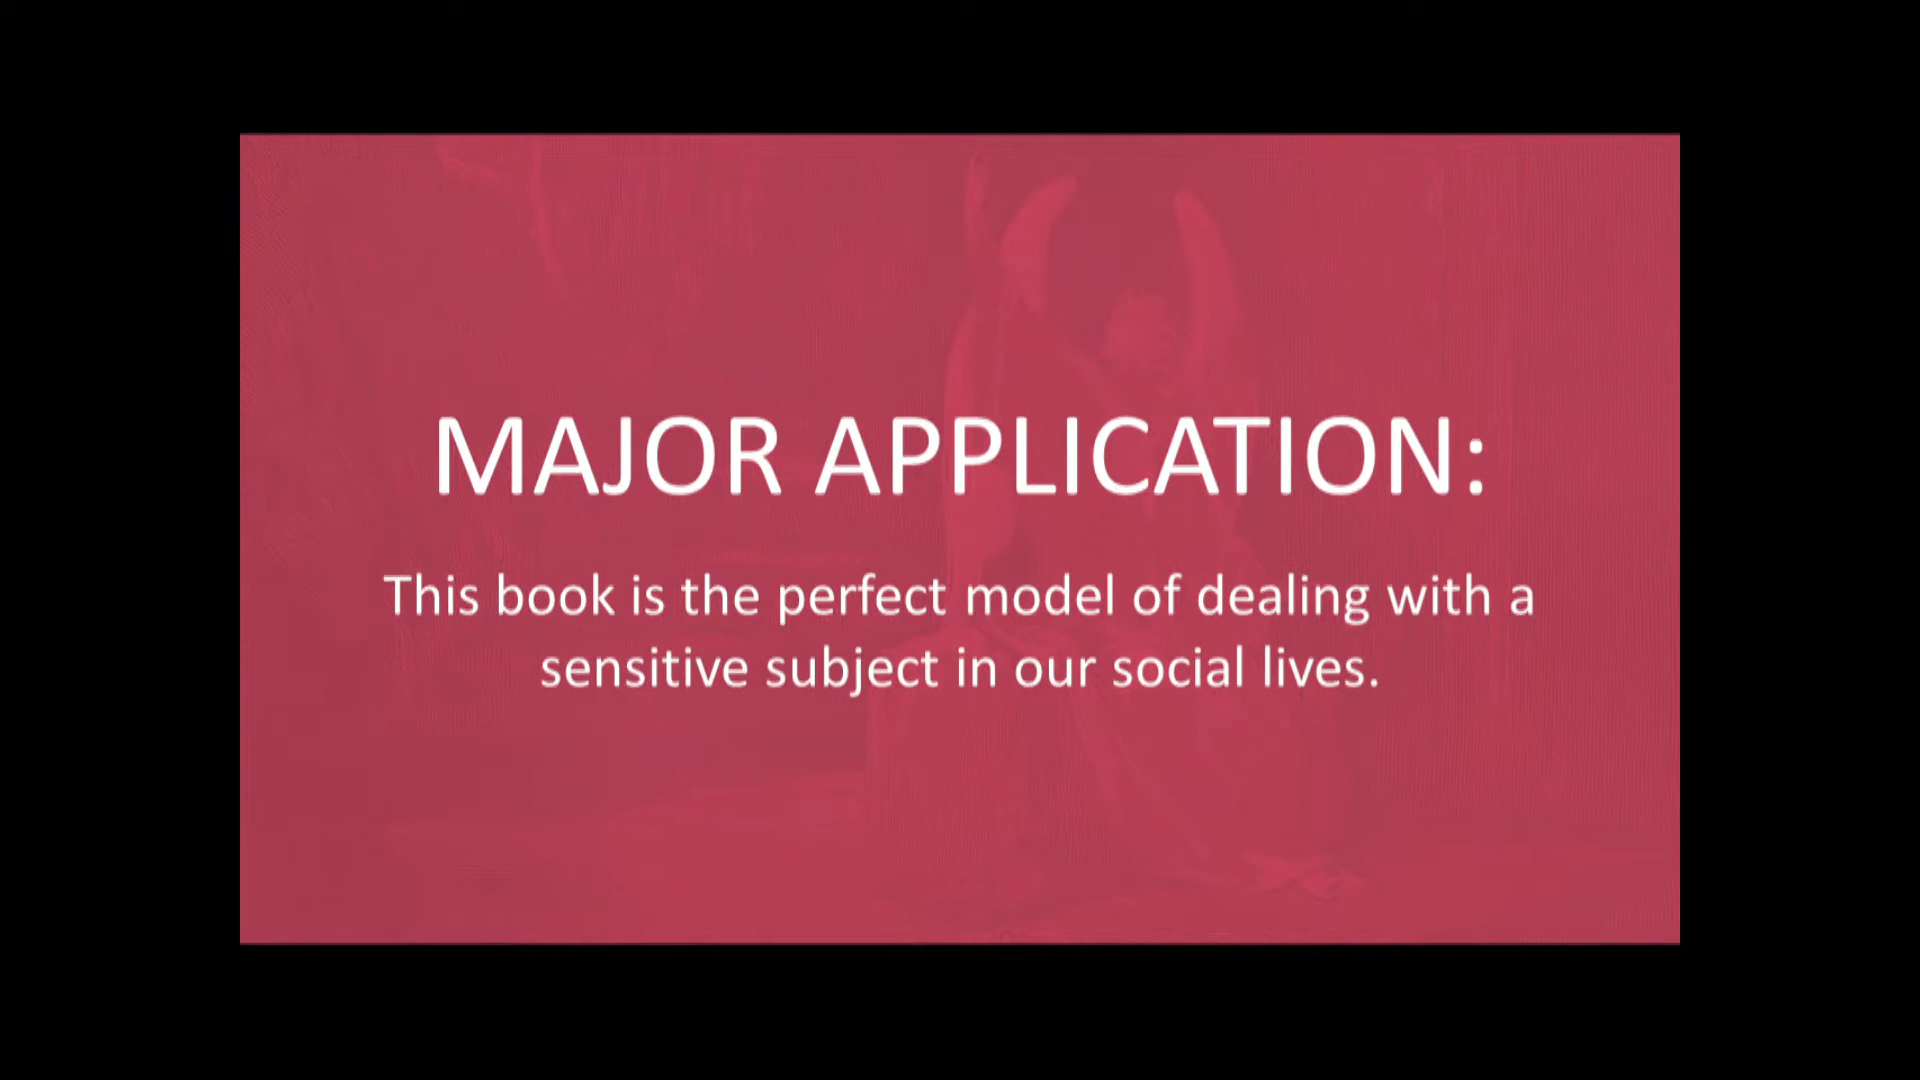 MAJOR APPLICATION:
This book is the perfect model of dealing with a
sensitive subject in our social lives.